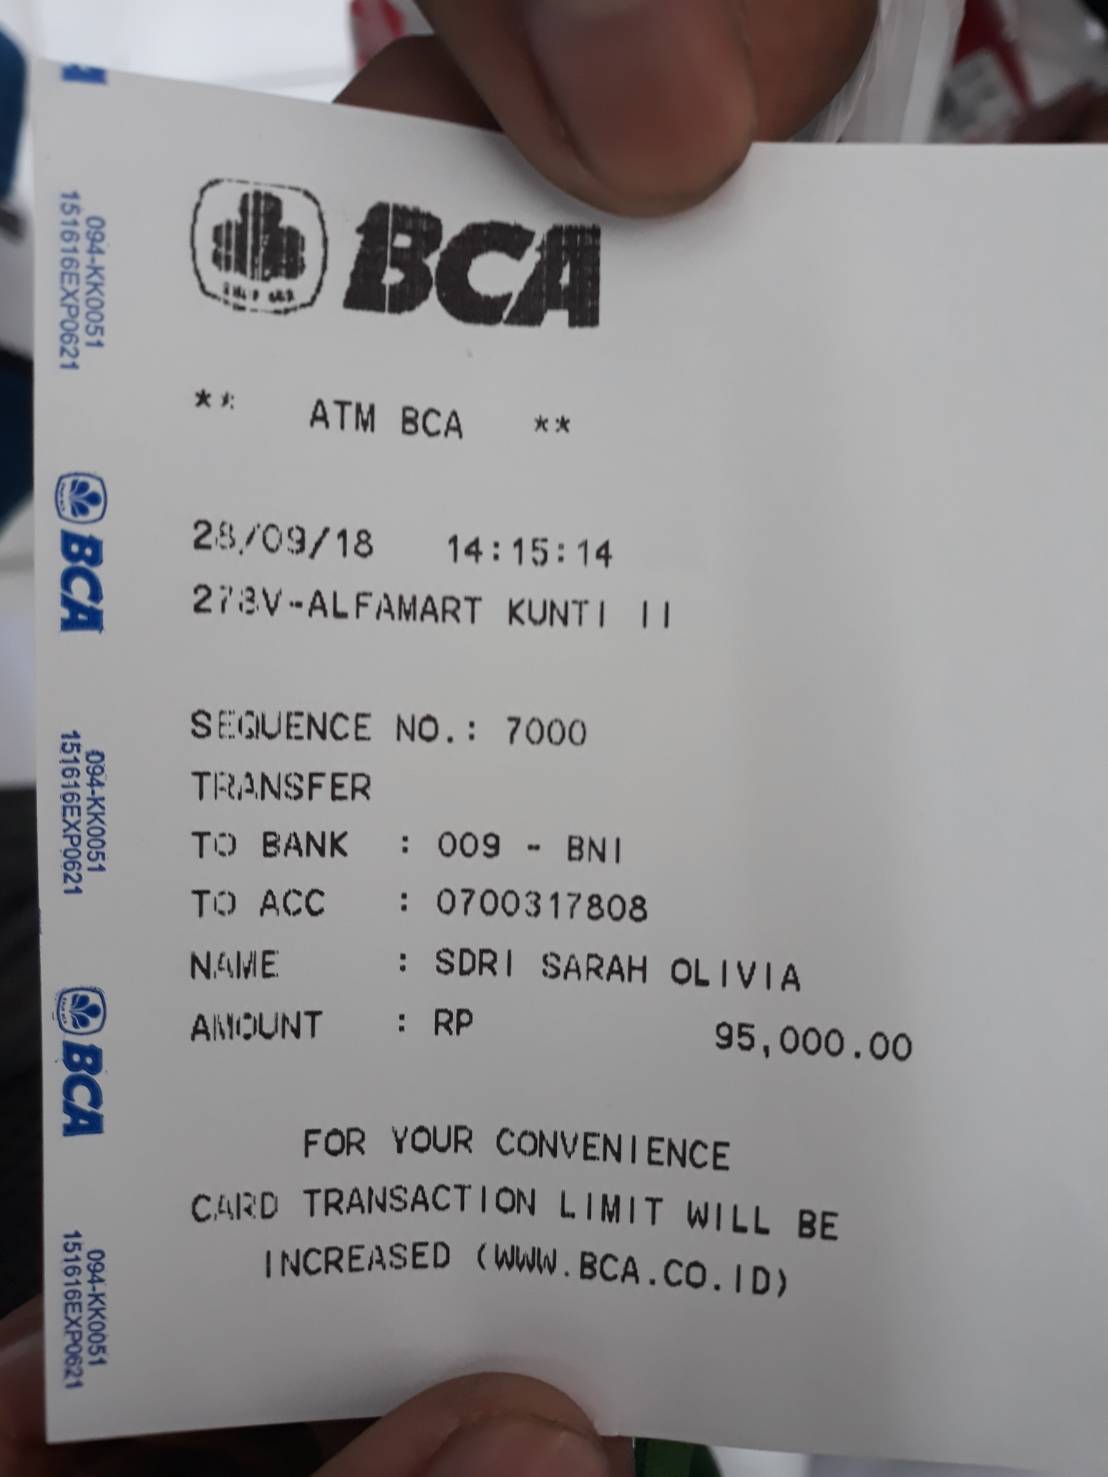 BCA
** ATM BCA **
28/09/18 14:15:14
273V-ALFAMART KUNTI II
SEQUENCE NO.: 7000
TRANSFER
TO BANK : 009 - BNI
TO ACC : 0700317808
NAME : SDRI SARAH OLIVIA
AMOUNT : RP 95,000.00
FOR YOUR CONVENIENCE
CARD TRANSACTION LIMIT WILL BE
INCREASED (WWW.BCA.CO.ID)
094-KK0051
151616EXP0621
BCA
094-KK0051
151616EXP0621
BCA
094-KK0051
151616EXP0621